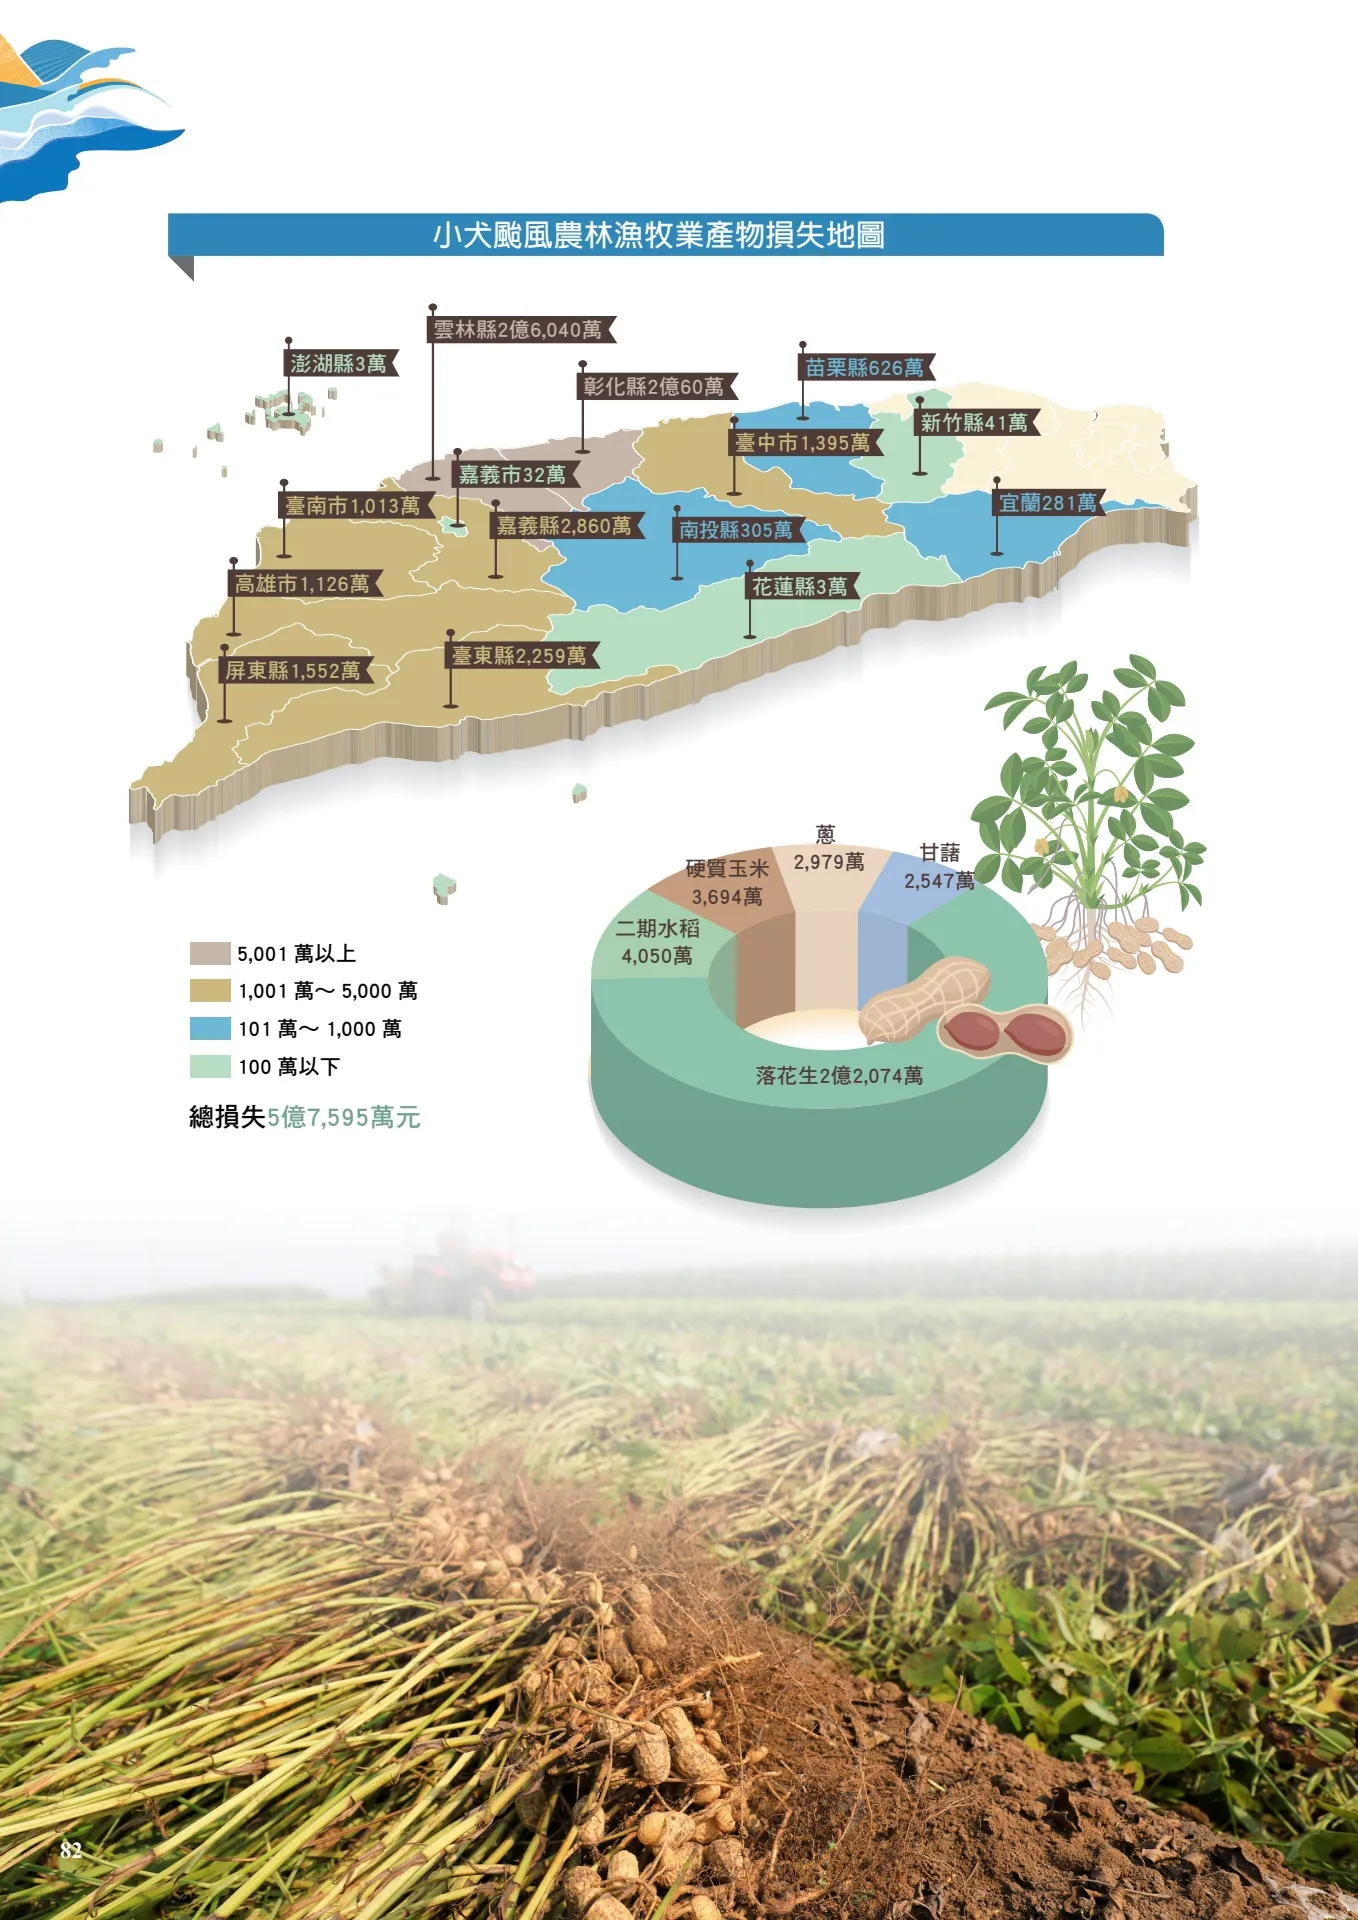 小犬颱風農林漁牧業產物損失地圖
雲林縣2億6,040萬
澎湖縣3萬
苗栗縣626萬
彰化縣2億60萬
新竹縣41萬
臺中市1,395萬
嘉義市32萬
臺南市1,013萬
宜蘭281萬
嘉義縣2,860萬
南投縣305萬
高雄市1,126萬
花蓮縣3萬
臺東縣2,259萬
屏東縣1,552萬
蔥
2,979萬
甘藷
2,547萬
硬質玉米
3,694萬
二期水稻
4,050萬
落花生2億2,074萬
5,001 萬以上
1,001 萬～ 5,000 萬
101 萬～ 1,000 萬
100 萬以下
總損失5億7,595萬元
82